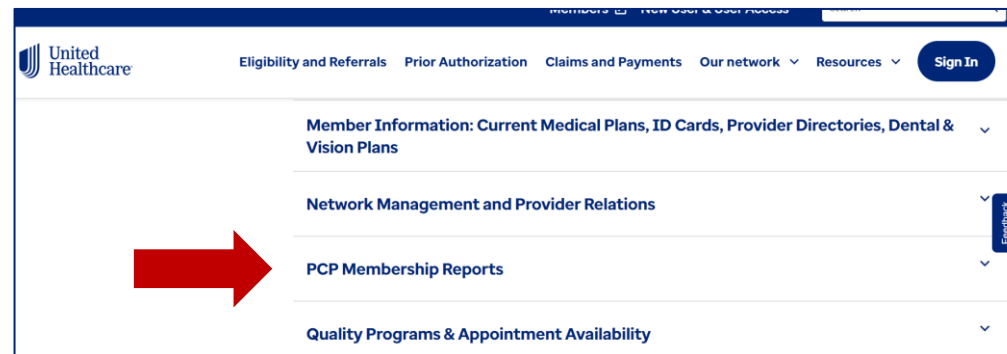 Members New User & User Access
United
Healthcare
Eligibility and Referrals Prior Authorization Claims and Payments Our network Resources Sign In
Member Information: Current Medical Plans, ID Cards, Provider Directories, Dental &
Vision Plans
Network Management and Provider Relations
Feedback
PCP Membership Reports
Quality Programs & Appointment Availability